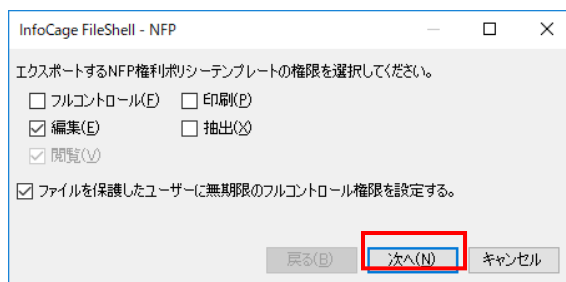 InfoCage FileShell - NFP
エクスポートするNFP権利ポリシーテンプレートの権限を選択してください。
フルコントロール(F) 印刷(P)
編集(E) 抽出(X)
閲覧(V)
ファイルを保護したユーザーに無期限のフルコントロール権限を設定する。
戻る(B) 次へ(N) キャンセル